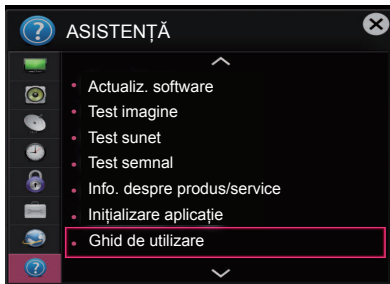 ASISTENȚĂ
Actualiz. software
Test imagine
Test sunet
Test semnal
Info. despre produs/service
Inițializare aplicație
Ghid de utilizare